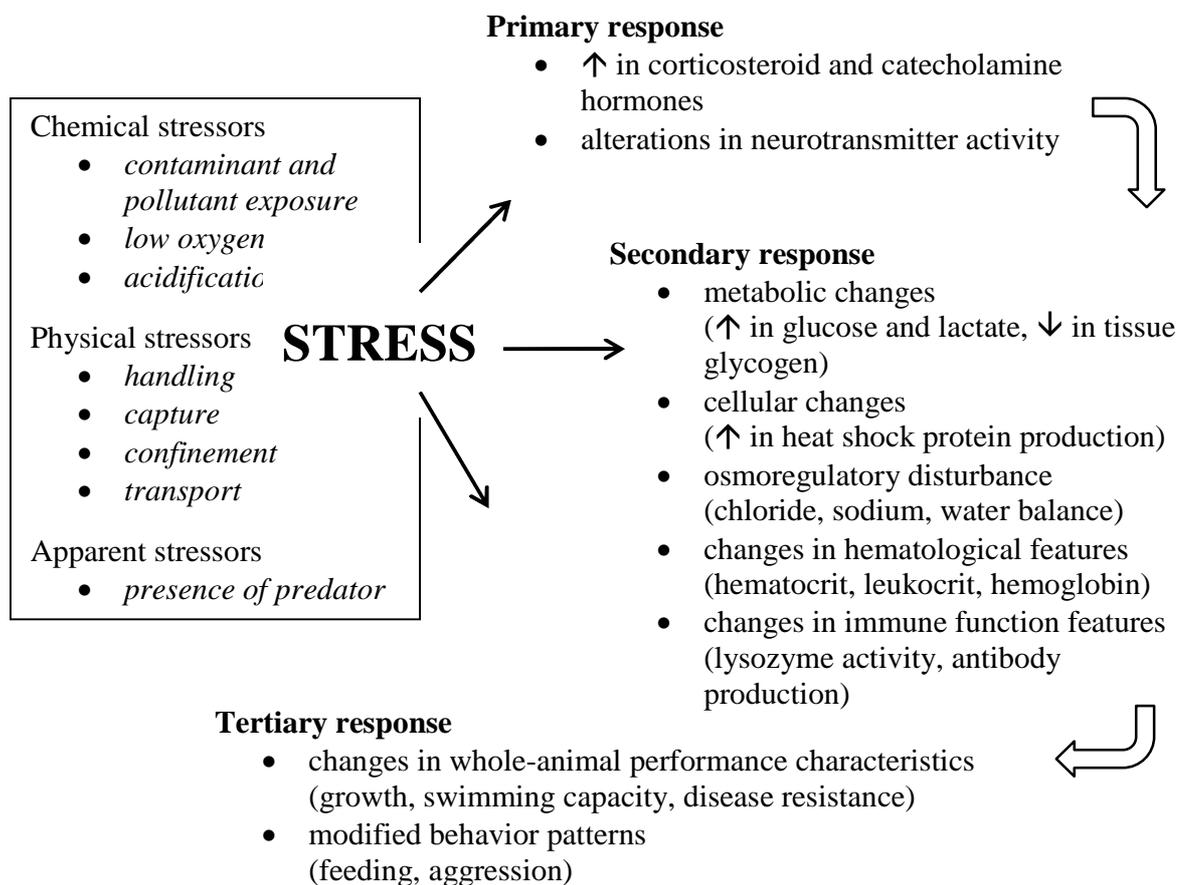 Primary response
• ↑ in corticosteroid and catecholamine
hormones
• alterations in neurotransmitter activity
Chemical stressors
• contaminant and
pollutant exposure
• low oxygen
• acidificatio
Physical stressors
• handling
• capture
• confinement
• transport
Apparent stressors
• presence of predator
STRESS
Secondary response
• metabolic changes
(↑ in glucose and lactate, ↓ in tissue
glycogen)
• cellular changes
(↑ in heat shock protein production)
• osmoregulatory disturbance
(chloride, sodium, water balance)
• changes in hematological features
(hematocrit, leukocrit, hemoglobin)
• changes in immune function features
(lysozyme activity, antibody
production)
Tertiary response
• changes in whole-animal performance characteristics
(growth, swimming capacity, disease resistance)
• modified behavior patterns
(feeding, aggression)